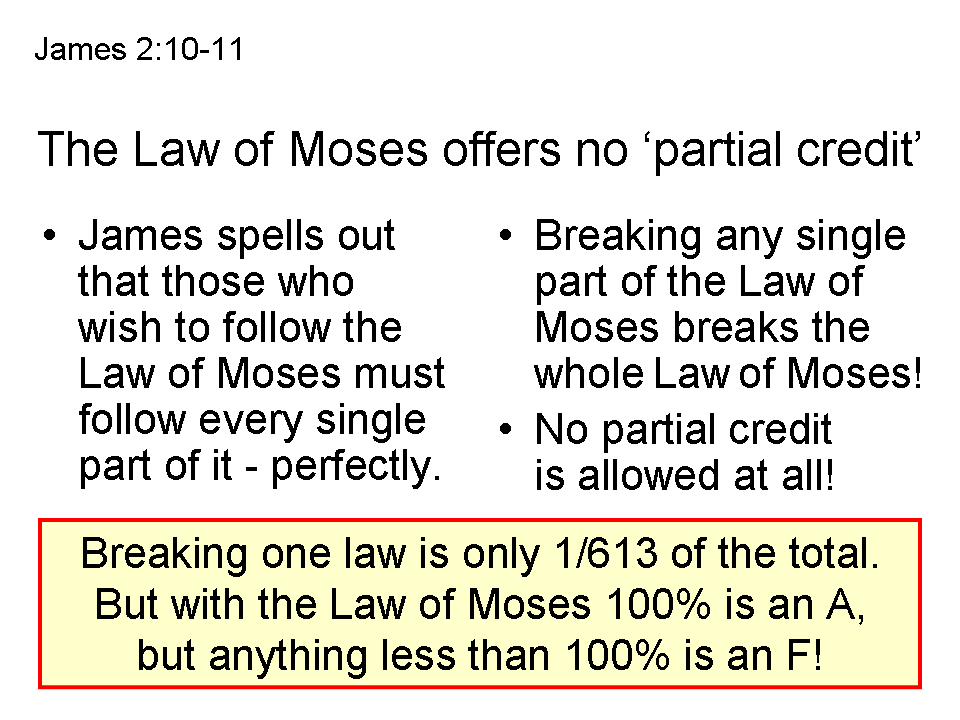 James 2:10-11
The Law of Moses offers no ‘partial credit’
• James spells out
that those who
wish to follow the
Law of Moses must
follow every single
part of it - perfectly.
• Breaking any single
part of the Law of
Moses breaks the
whole Law of Moses!
• No partial credit
is allowed at all!
Breaking one law is only 1/613 of the total.
But with the Law of Moses 100% is an A,
but anything less than 100% is an F!